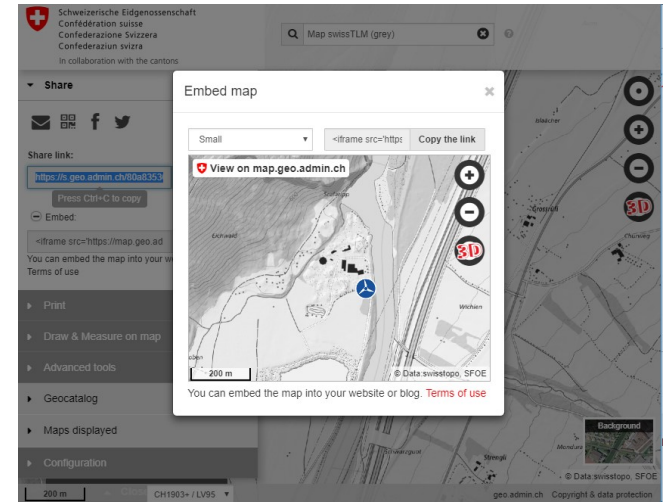 Schweizerische Eidgenossenschaft
Confédération suisse
Confederazione Svizzera
Confederaziun svizra
In collaboration with the cantons
Map swissTLM (grey)
Share
Embed map
Small
<iframe src='https
Copy the link
Share link:
https://s.geo.admin.ch/80a8353
Press Ctrl+C to copy
Embed:
<iframe src='https://map.geo.ad
You can embed the map into your w
Terms of use
View on map.geo.admin.ch
3D
Eichwald
Wichlen
200 m
© Data:swisstopo, SFOE
You can embed the map into your website or blog. Terms of use
Print
Draw & Measure on map
Advanced tools
Geocatalog
Maps displayed
Configuration
3D
Background
Strengli
© Data:swisstopo, SFOE
200 m
CH1903+ / LV95
geo.admin.ch
Copyright & data protection